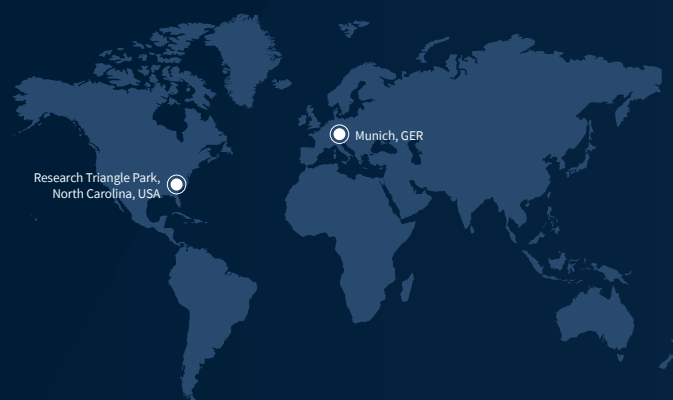 Munich, GER
Research Triangle Park,
North Carolina, USA